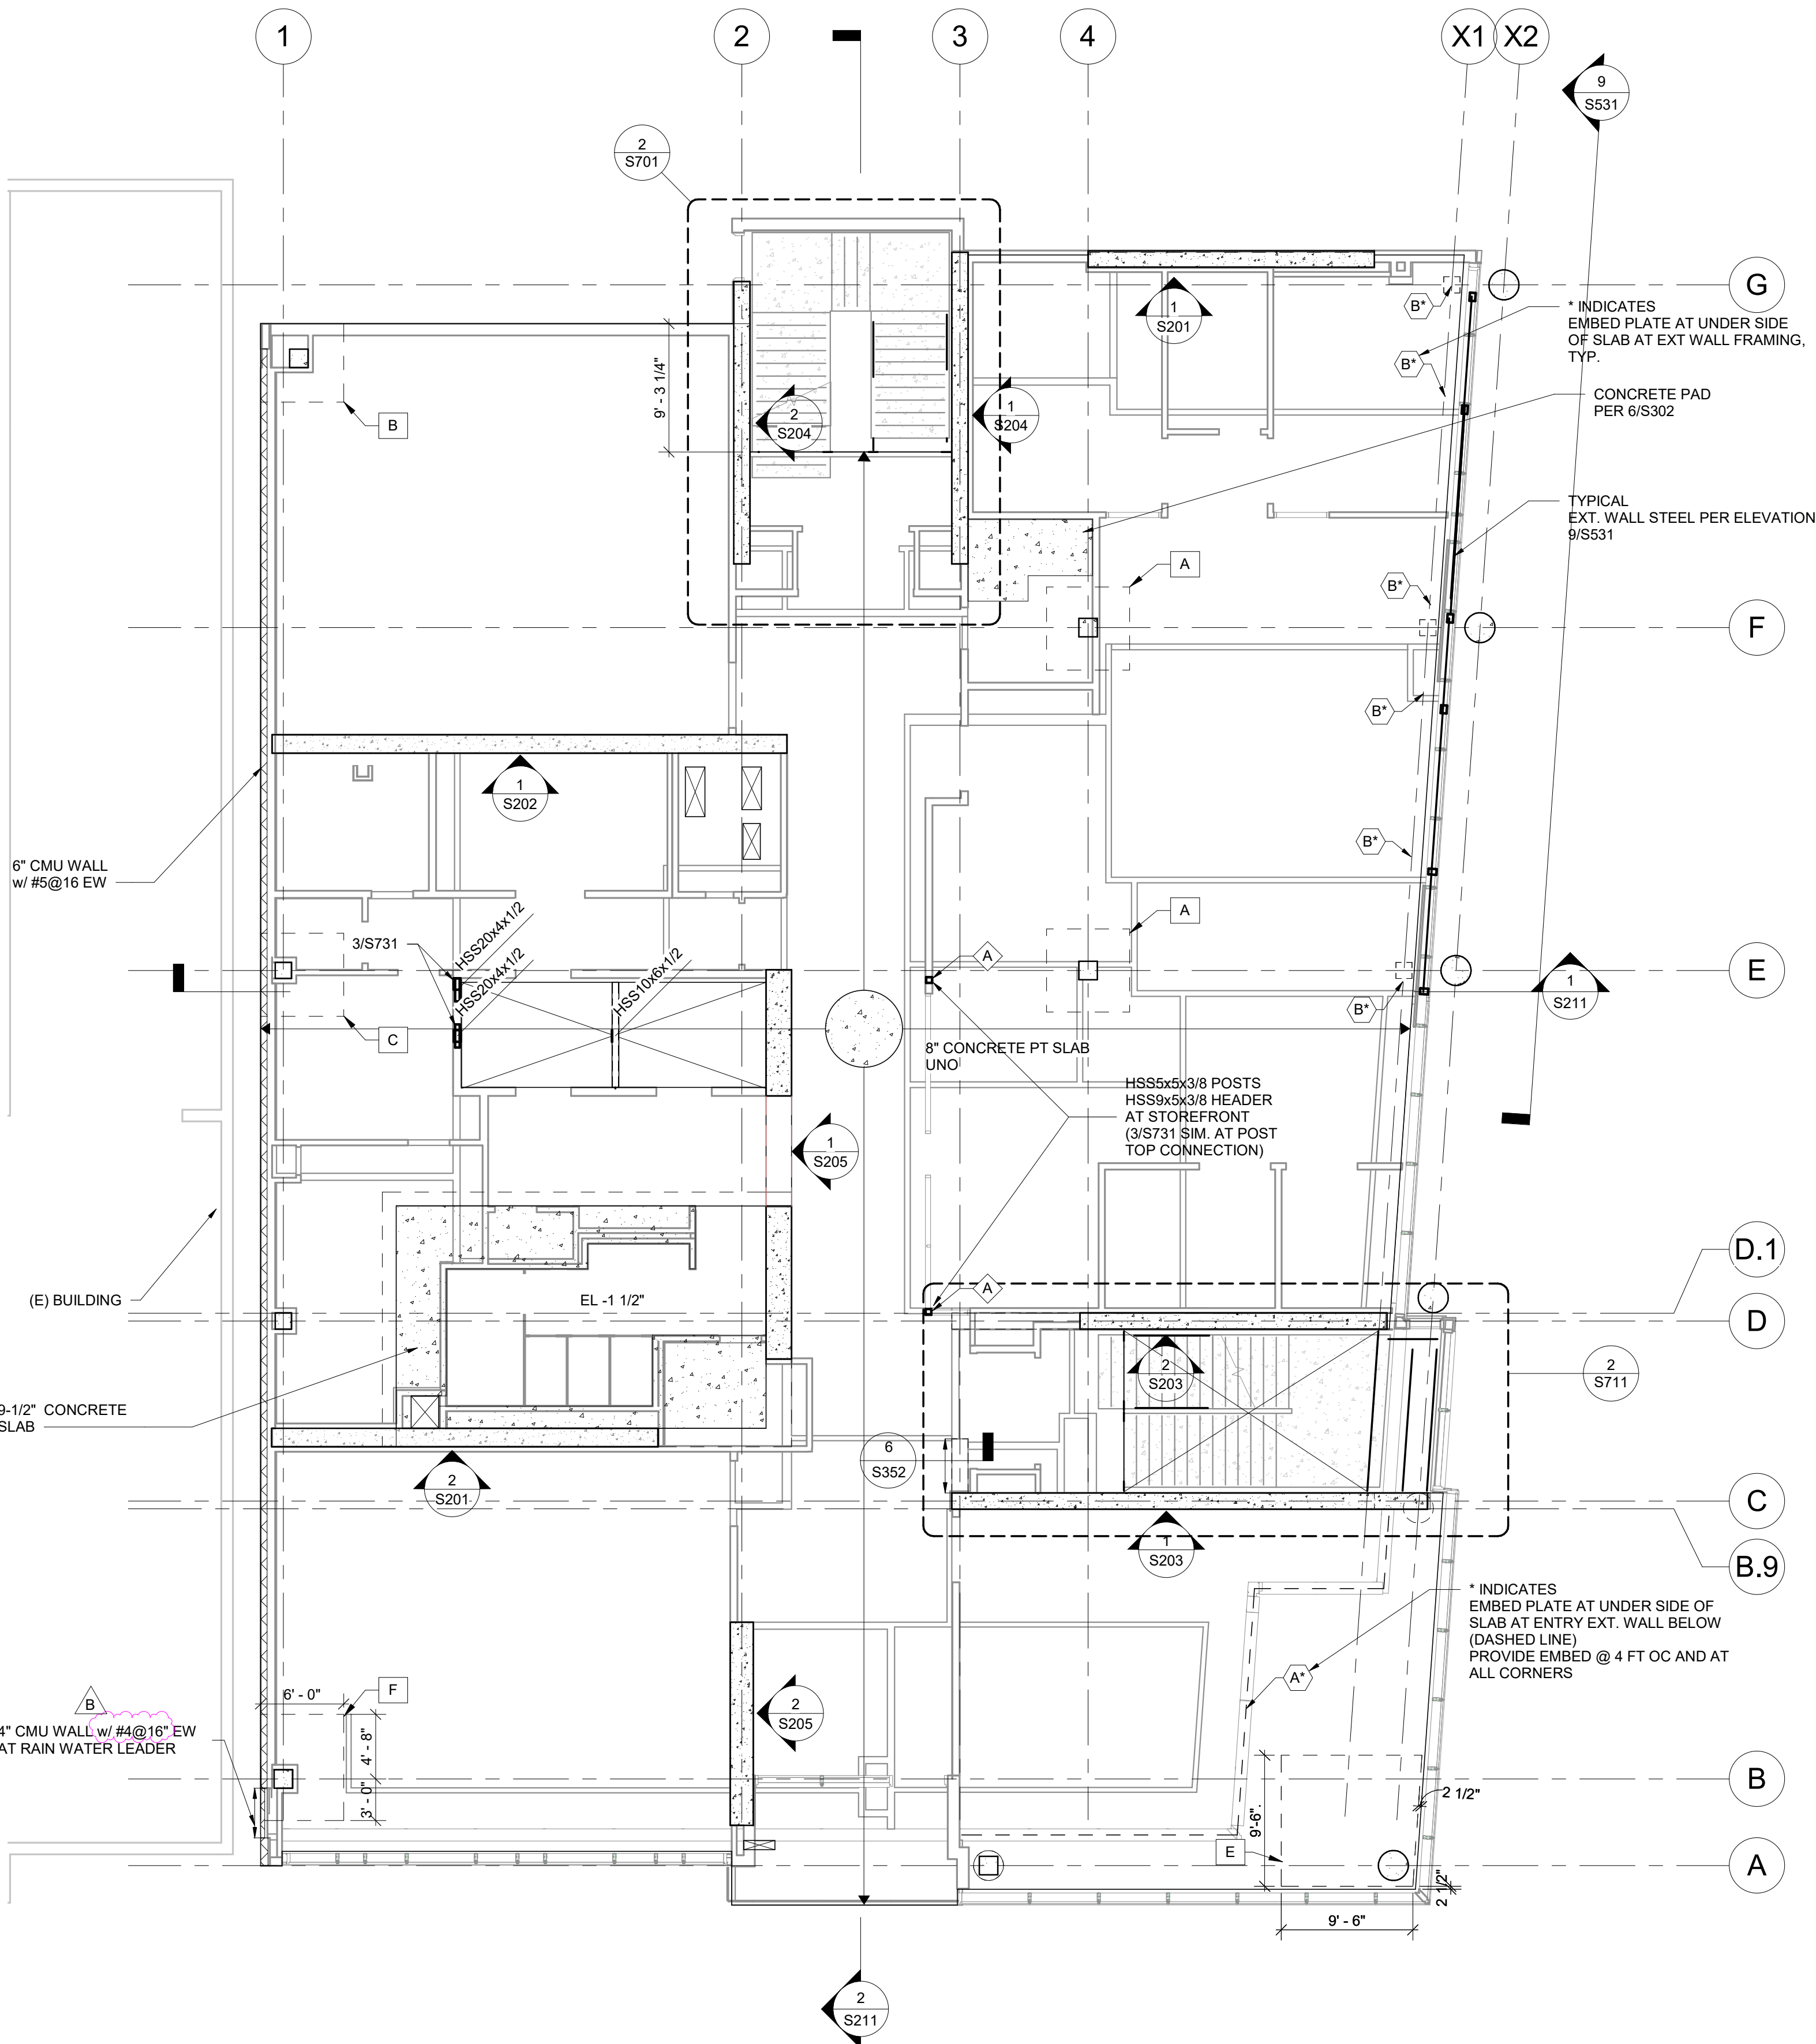 1
2
3
4
X1
X2
9
S531
2
S701
G
B*
* INDICATES
EMBED PLATE AT UNDER SIDE
OF SLAB AT EXT WALL FRAMING,
TYP.
1
S201
B*
9' - 3 1/4"
CONCRETE PAD
PER 6/S302
2
S204
1
S204
B
TYPICAL
EXT. WALL STEEL PER ELEVATION
9/S531
A
B*
F
B*
1
S202
B*
6" CMU WALL
w/ #5@16 EW
A
3/S731
HSS20x4x1/2
HSS20x4x1/2
HSS10x6x1/2
A
E
1
S211
B*
C
8" CONCRETE PT SLAB
UNO
HSS5x5x3/8 POSTS
HSS9x5x3/8 HEADER
AT STOREFRONT
(3/S731 SIM. AT POST
TOP CONNECTION)
1
S205
D.1
(E) BUILDING
EL -1 1/2"
A
D
2
S203
2
S711
9-1/2" CONCRETE
SLAB
6
S352
2
S201
C
1
S203
B.9
* INDICATES
EMBED PLATE AT UNDER SIDE OF
SLAB AT ENTRY EXT. WALL BELOW
(DASHED LINE)
PROVIDE EMBED @ 4 FT OC AND AT
ALL CORNERS
A*
B
6' - 0"
F
2
S205
4" CMU WALL w/ #4@16" EW
AT RAIN WATER LEADER
4' - 8"
3' - 0"
B
2 1/2"
9'-6".
E
A
2 1/2"
9' - 6"
2
S211